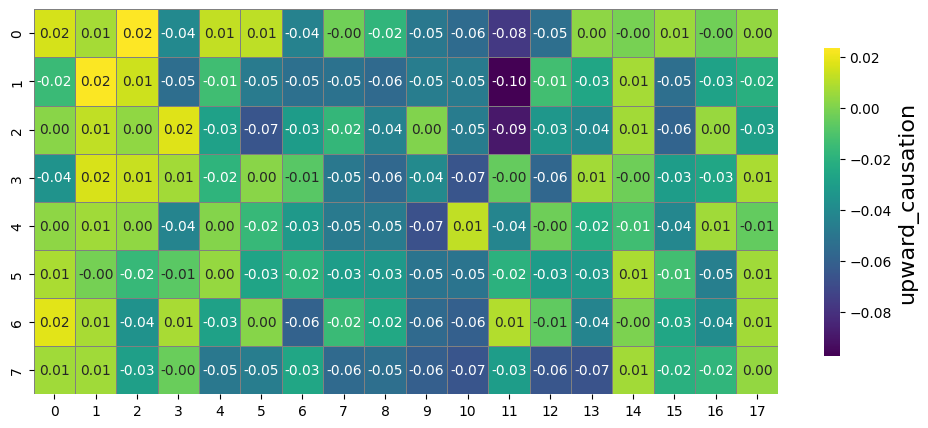 0 0.02 0.01 0.02 -0.04 0.01 0.01 -0.04 -0.00 -0.02 -0.05 -0.06 -0.08 -0.05 0.00 -0.00 0.01 -0.00 0.00
1 -0.02 0.02 0.01 -0.05 -0.01 -0.05 -0.05 -0.05 -0.06 -0.05 -0.05 -0.10 -0.01 -0.03 0.01 -0.05 -0.03 -0.02
2 0.00 0.01 0.00 0.02 -0.03 -0.07 -0.03 -0.02 -0.04 0.00 -0.05 -0.09 -0.03 -0.04 0.01 -0.06 0.00 -0.03
3 -0.04 0.02 0.01 0.01 -0.02 0.00 -0.01 -0.05 -0.06 -0.04 -0.07 -0.00 -0.06 0.01 -0.00 -0.03 -0.03 0.01
4 0.00 0.01 0.00 -0.04 0.00 -0.02 -0.03 -0.05 -0.05 -0.07 0.01 -0.04 -0.00 -0.02 -0.01 -0.04 0.01 -0.01
5 0.01 -0.00 -0.02 -0.01 0.00 -0.03 -0.02 -0.03 -0.03 -0.05 -0.05 -0.02 -0.03 -0.03 0.01 -0.01 -0.05 0.01
6 0.02 0.01 -0.04 0.01 -0.03 0.00 -0.06 -0.02 -0.02 -0.06 -0.06 0.01 -0.01 -0.04 -0.00 -0.03 -0.04 0.01
7 0.01 0.01 -0.03 -0.00 -0.05 -0.05 -0.03 -0.06 -0.05 -0.06 -0.07 -0.03 -0.06 -0.07 0.01 -0.02 -0.02 0.00
0 1 2 3 4 5 6 7 8 9 10 11 12 13 14 15 16 17
0.02
0.00
−0.02
−0.04
−0.06
−0.08
upward_causation